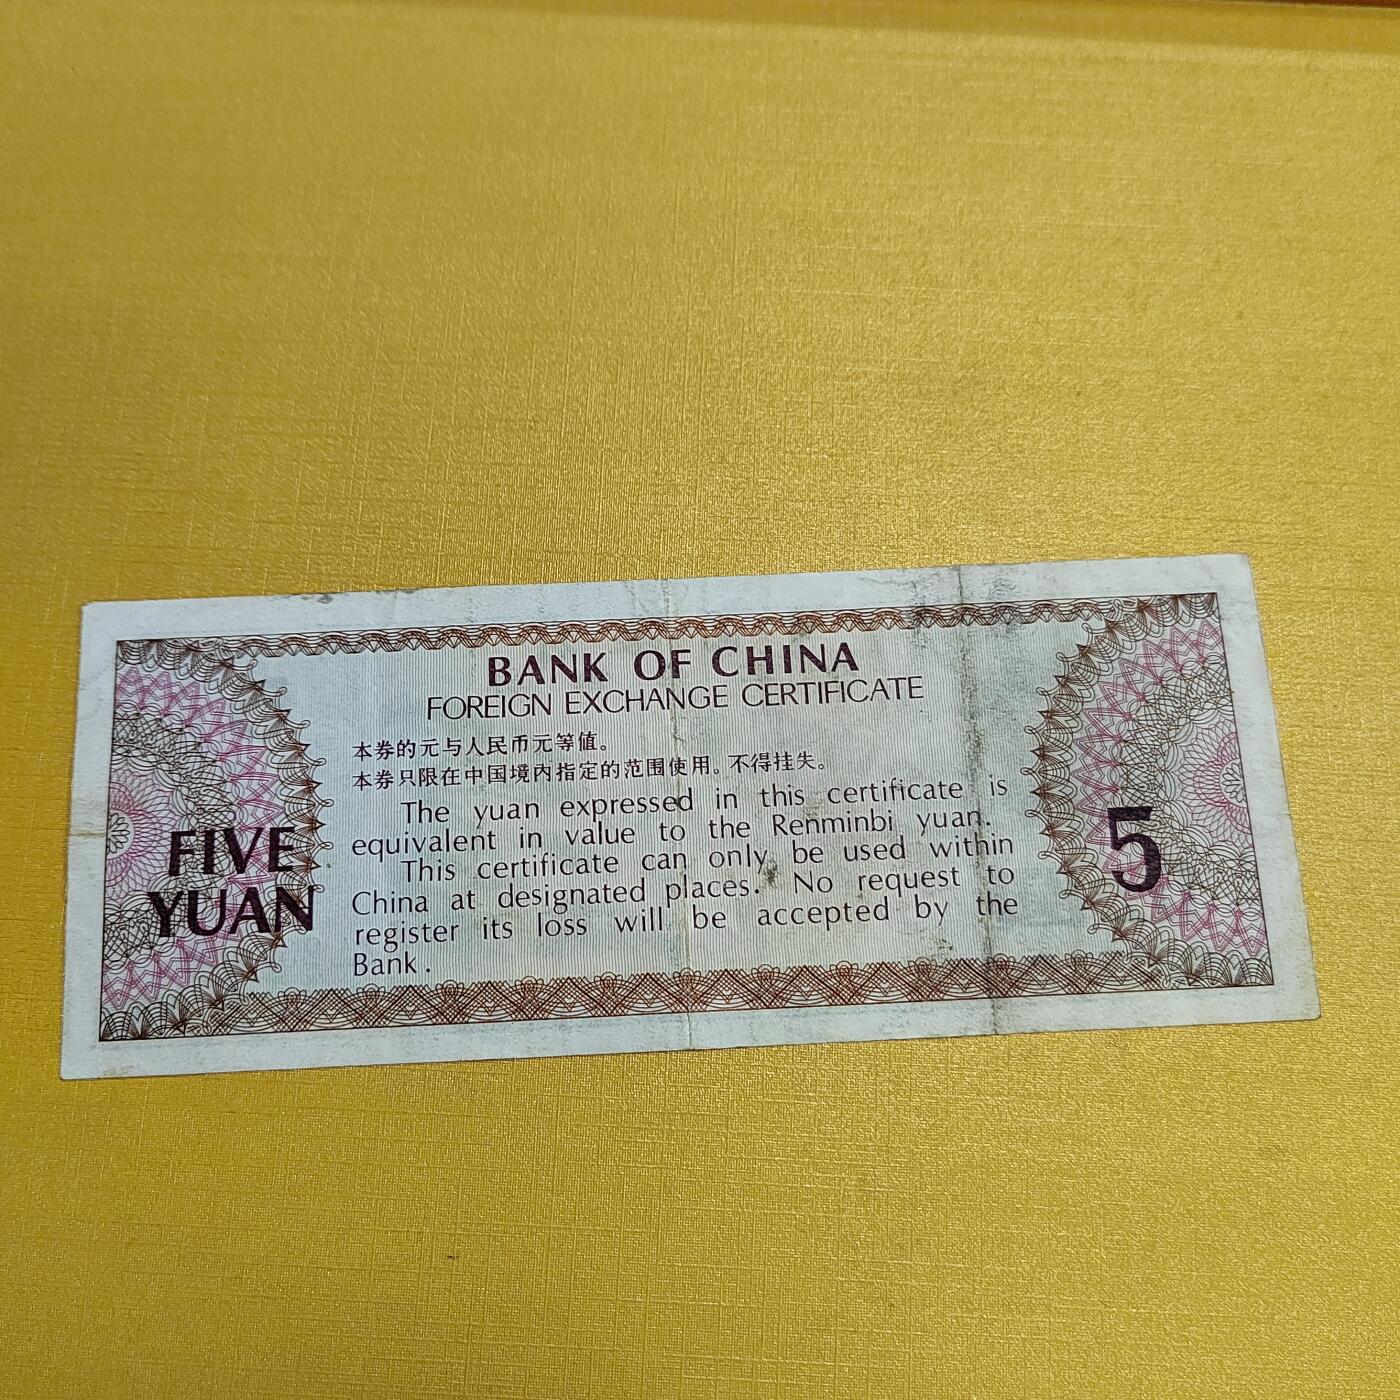 BANK OF CHINA
FOREIGN EXCHANGE CERTIFICATE
本券的元与人民币元等值。
本券只限在中国境内指定的范围使用。不得挂失。
The yuan expressed in this certificate is
equivalent in value to the Renminbi yuan.
This certificate can only be used within
China at designated places. No request to
register its loss will be accepted by the
Bank.
FIVE
YUAN
5